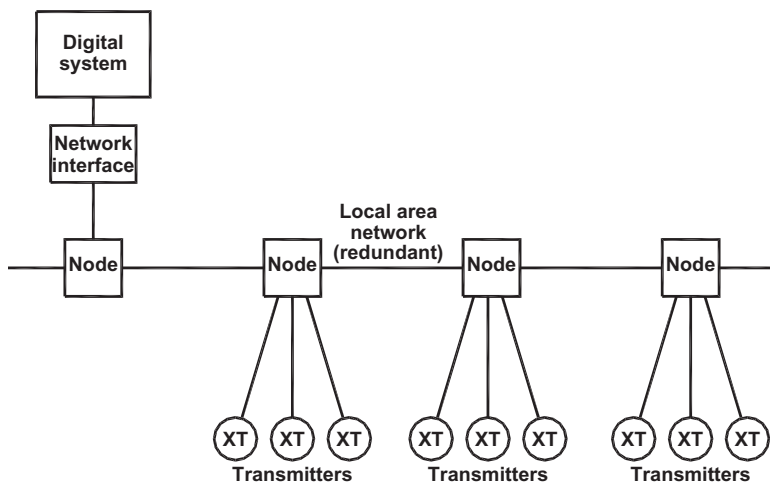 Digital
system
Network
interface
Local area
network
(redundant)
Node
Node
Node
Node
XT
XT
XT
XT
XT
XT
XT
XT
XT
Transmitters
Transmitters
Transmitters